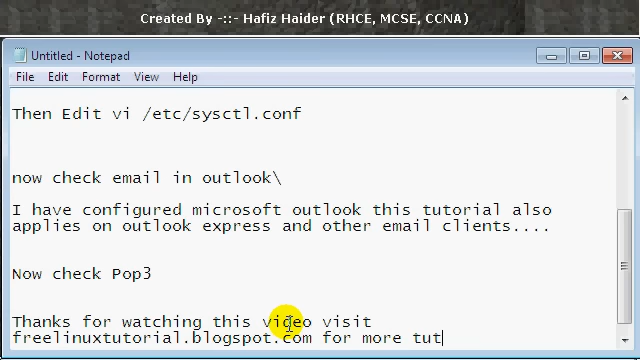 Created By -::- Hafiz Haider (RHCE, MCSE, CCNA)
Untitled - Notepad
File Edit Format View Help
Then Edit vi /etc/sysctl.conf
now check email in outlook\
I have configured microsoft outlook this tutorial also
applies on outlook express and other email clients....
Now check Pop3
Thanks for watching this video visit
freelinuxtutorial.blogspot.com for more tut